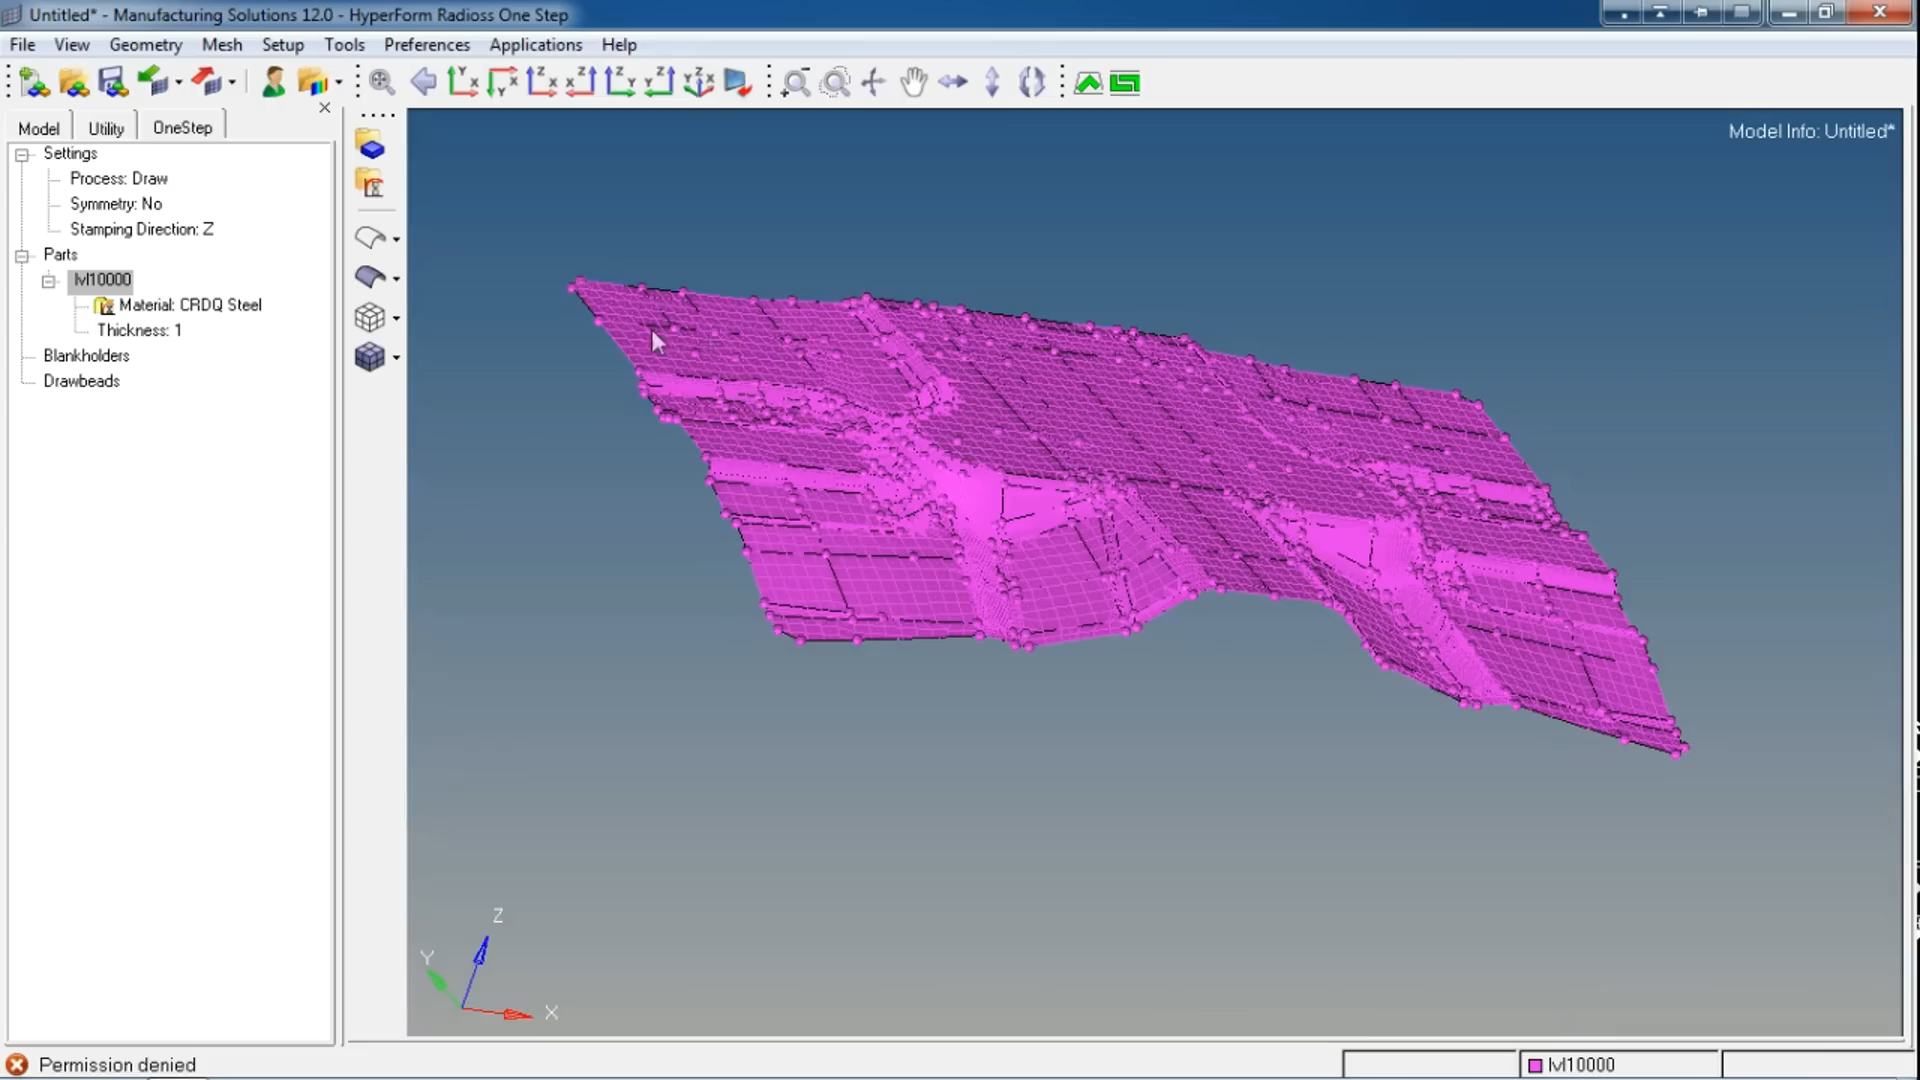 Untitled* - Manufacturing Solutions 12.0 - HyperForm Radioss One Step
File View Geometry Mesh Setup Tools Preferences Applications Help
Model Utility OneStep
Model Info: Untitled*
Settings
Process: Draw
Symmetry: No
Stamping Direction: Z
Parts
lvl10000
Material: CRDQ Steel
Thickness: 1
Blankholders
Drawbeads
Z
Y
X
Permission denied
lvl10000